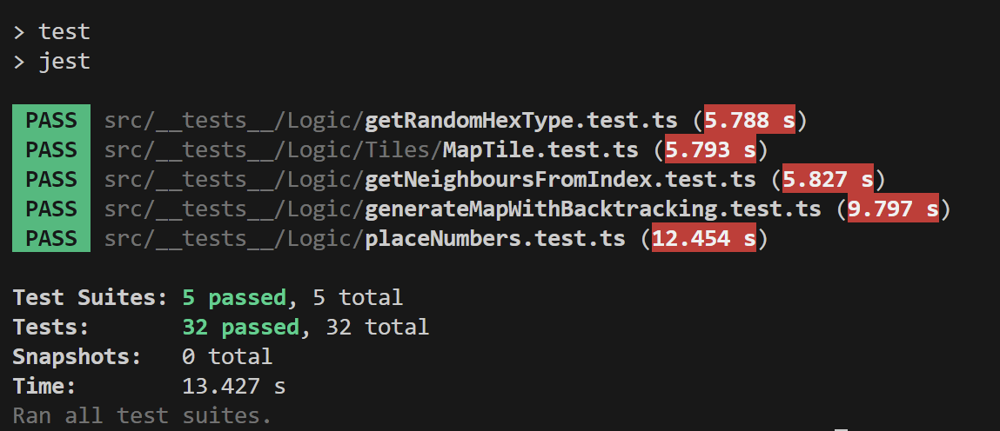 > test
> jest
PASS src/__tests__/Logic/getRandomHexType.test.ts (5.788 s)
PASS src/__tests__/Logic/Tiles/MapTile.test.ts (5.793 s)
PASS src/__tests__/Logic/getNeighboursFromIndex.test.ts (5.827 s)
PASS src/__tests__/Logic/generateMapWithBacktracking.test.ts (9.797 s)
PASS src/__tests__/Logic/placeNumbers.test.ts (12.454 s)
Test Suites: 5 passed, 5 total
Tests: 32 passed, 32 total
Snapshots: 0 total
Time: 13.427 s
Ran all test suites.